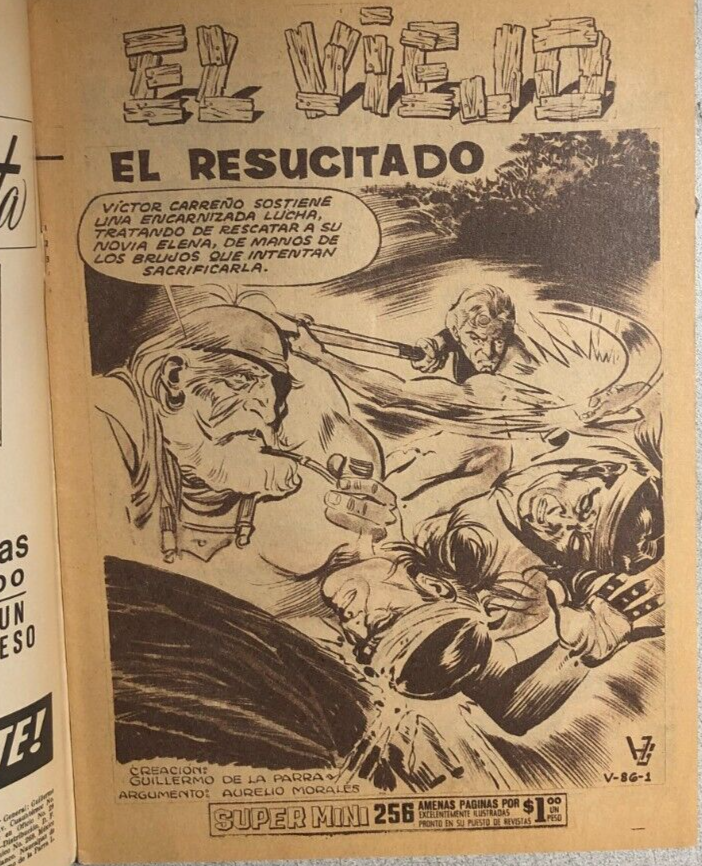 EL VIEJO
EL RESUCITADO
VÍCTOR CARREÑO SOSTIENE
UNA ENCARNIZADA LUCHA,
TRATANDO DE RESCATAR A SU
NOVIA ELENA, DE MANOS DE
LOS BRUJOS QUE INTENTAN
SACRIFICARLA.
CREACION:
GUILLERMO DE LA PARRA
ARGUMENTO: AURELIO MORALES
V-86-1
SUPER MINI 256 AMENAS PAGINAS POR $1.00 UN PESO
EXCELENTEMENTE ILUSTRADAS
PRONTO EN SU PUESTO DE REVISTAS
ta
as
DO
UN
ESO
TE!